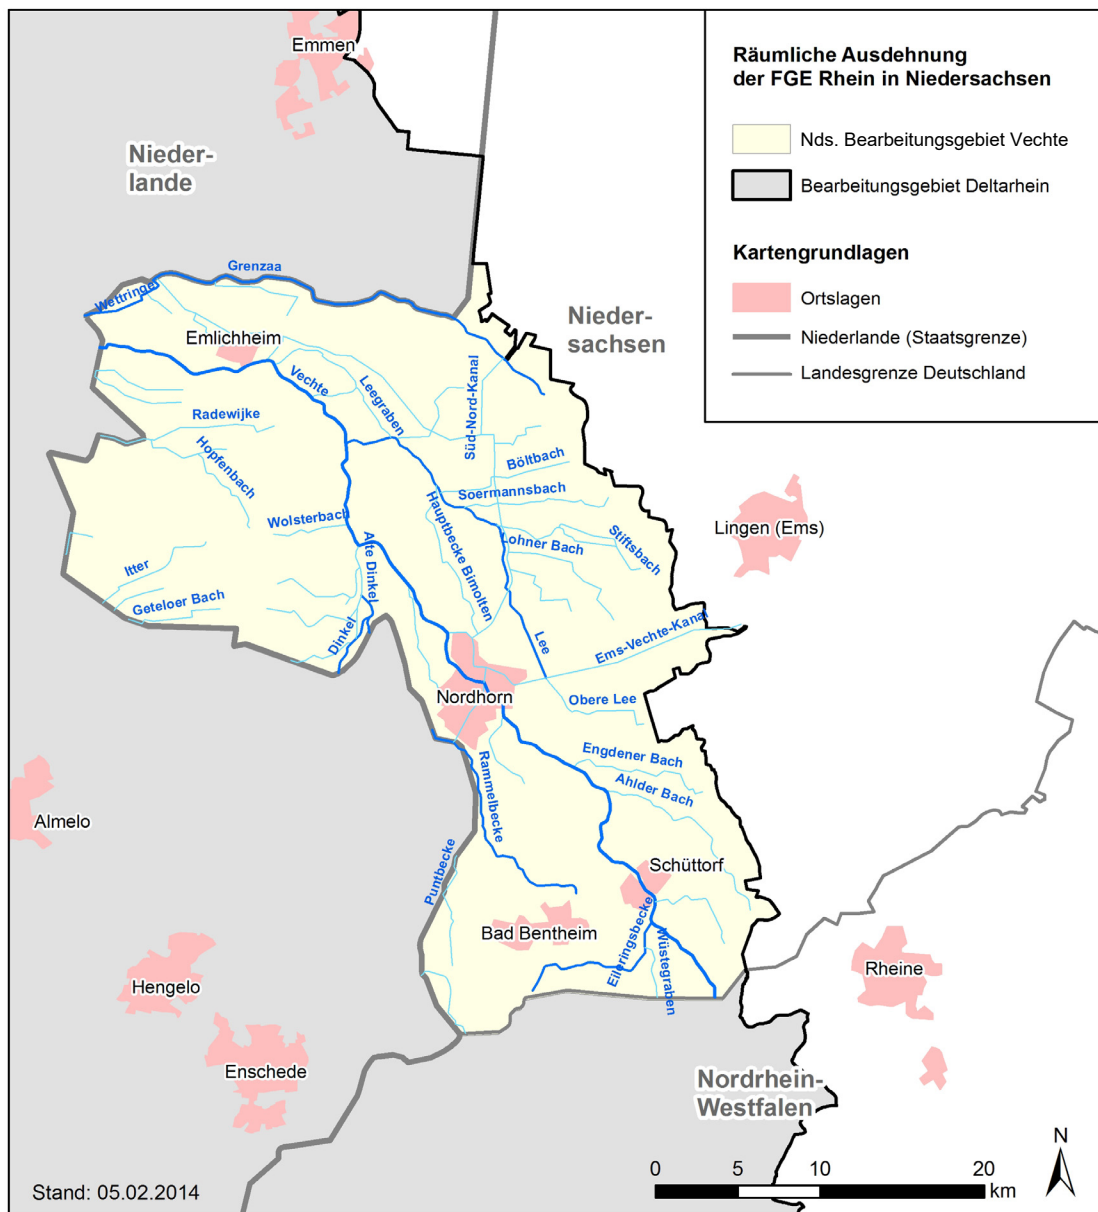 Räumliche Ausdehnung
der FGE Rhein in Niedersachsen
Nds. Bearbeitungsgebiet Vechte
Bearbeitungsgebiet Deltarhein
Kartengrundlagen
Ortslagen
Niederlande (Staatsgrenze)
Landesgrenze Deutschland
Emmen
Nieder-
lande
Grenzaa
Wettringe
Emlichheim
Nieder-
sachsen
Vechte
Leegraben
Süd-Nord-Kanal
Radewijke
Hopfenbach
Böltbach
Soermannsbach
Wolsterbach
Hauptbecke Bimolten
Lohner Bach
Stiftsbach
Lingen (Ems)
Alte Dinkel
Itter
Geteloer Bach
Dinkel
Lee
Ems-Vechte-Kanal
Nordhorn
Obere Lee
Engdener Bach
Ahlder Bach
Rammelbecke
Almelo
Puntbecke
Schüttorf
Bad Bentheim
Eileringsbecke
Wüstegraben
Hengelo
Rheine
Enschede
Nordrhein-
Westfalen
N
0 5 10 20
km
Stand: 05.02.2014